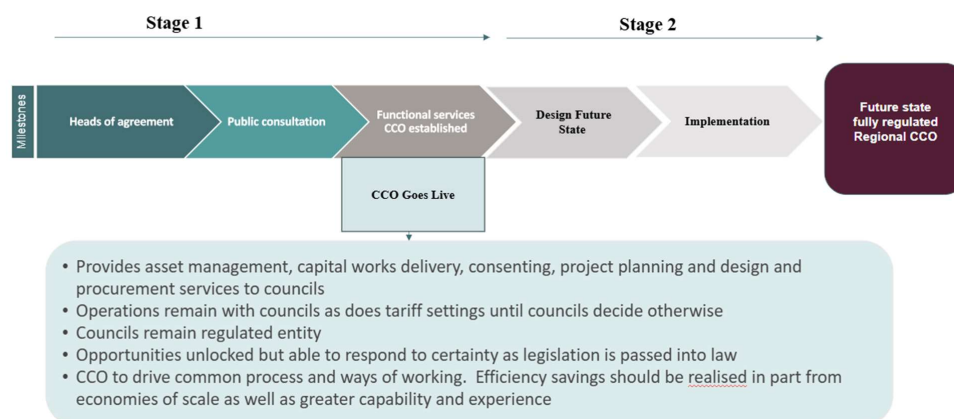 Stage 1
Stage 2
Milestones
Heads of agreement
Public consultation
Functional services
CCO established
Design Future
State
Implementation
Future state
fully regulated
Regional CCO
CCO Goes Live
• Provides asset management, capital works delivery, consenting, project planning and design and
procurement services to councils
• Operations remain with councils as does tariff settings until councils decide otherwise
• Councils remain regulated entity
• Opportunities unlocked but able to respond to certainty as legislation is passed into law
• CCO to drive common process and ways of working.  Efficiency savings should be realised in part from
economies of scale as well as greater capability and experience